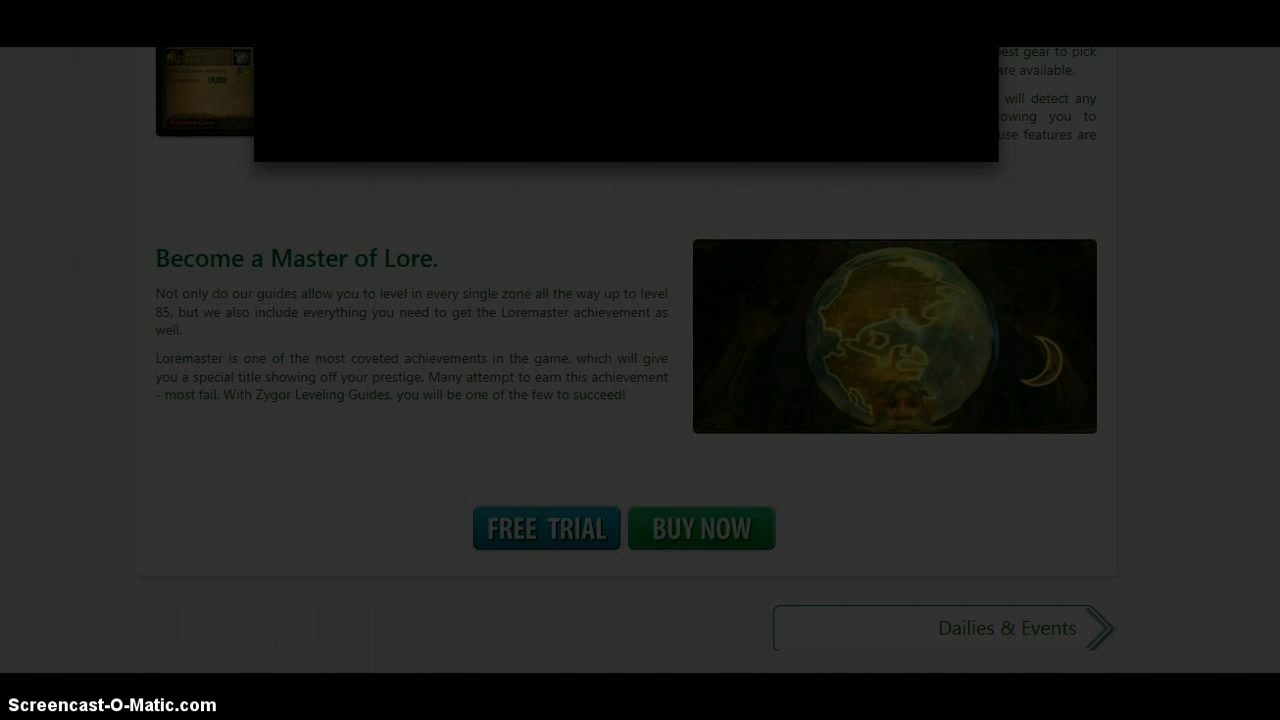 est gear to pick
are available.
will detect any
owing you to
use features are
Become a Master of Lore.
Not only do our guides allow you to level in every single zone all the way up to level
85, but we also include everything you need to get the Loremaster achievement as
well.
Loremaster is one of the most coveted achievements in the game, which will give
you a special title showing off your prestige. Many attempt to earn this achievement
- most fail. With Zygor Leveling Guides, you will be one of the few to succeed!
FREE TRIAL
BUY NOW
Dailies & Events
Screencast-O-Matic.com